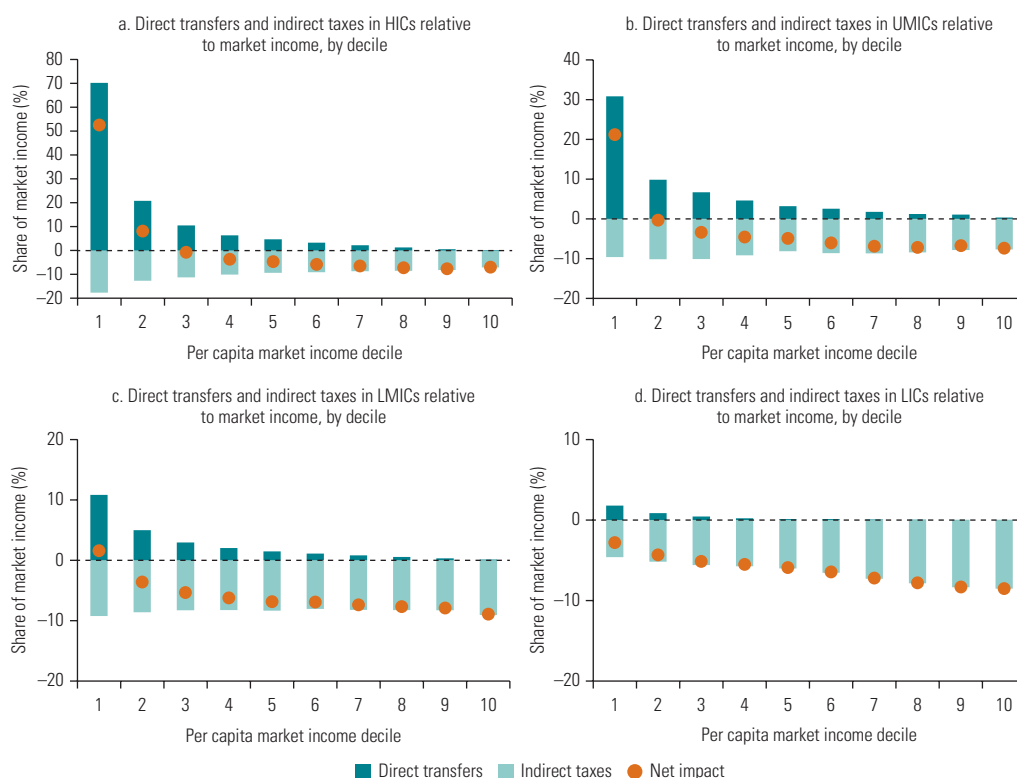 a. Direct transfers and indirect taxes in HICs relative
to market income, by decile
Share of market income (%)
80
70
60
50
40
30
20
10
0
–10
–20
1 2 3 4 5 6 7 8 9 10
Per capita market income decile
b. Direct transfers and indirect taxes in UMICs relative
to market income, by decile
Share of market income (%)
40
30
20
10
0
–10
–20
1 2 3 4 5 6 7 8 9 10
Per capita market income decile
c. Direct transfers and indirect taxes in LMICs relative
to market income, by decile
Share of market income (%)
20
10
0
–10
–20
1 2 3 4 5 6 7 8 9 10
Per capita market income decile
d. Direct transfers and indirect taxes in LICs relative
to market income, by decile
Share of market income (%)
10
0
–10
–20
1 2 3 4 5 6 7 8 9 10
Per capita market income decile
Direct transfers Indirect taxes Net impact